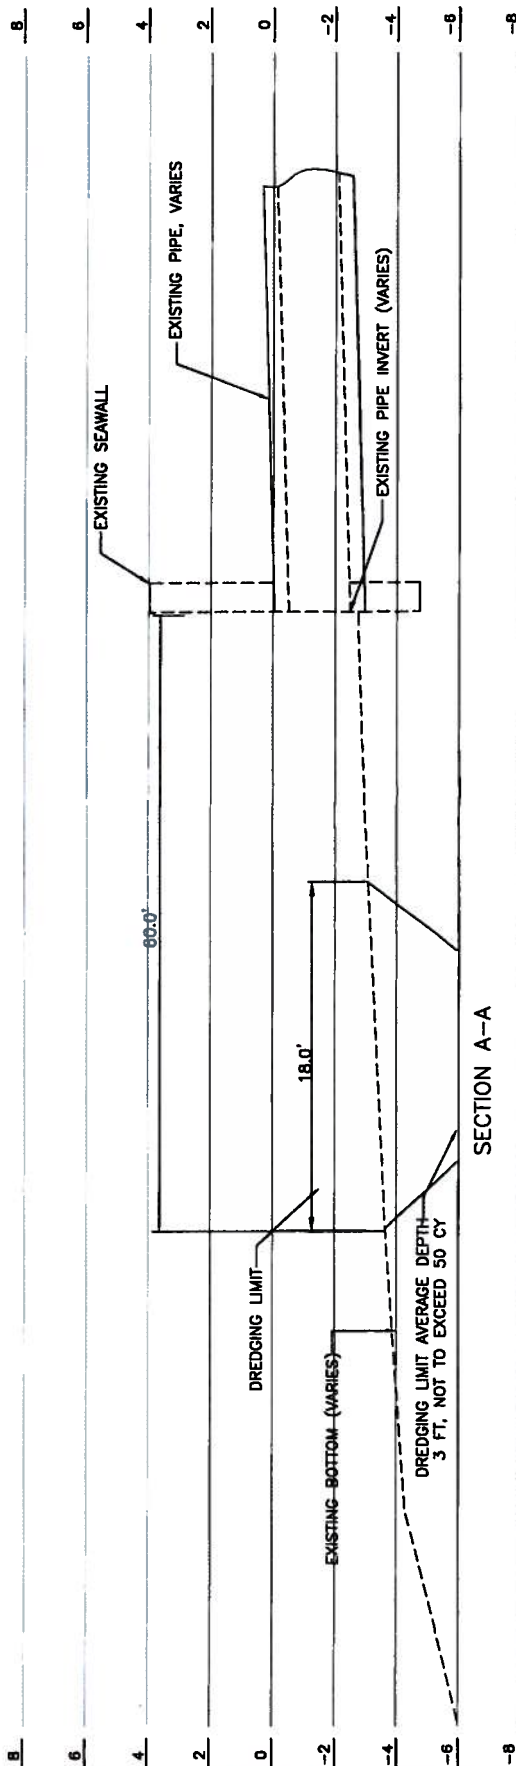 8
6
4
2
0
-2
-4
-6
-8
EXISTING SEAWALL
EXISTING PIPE, VARIES
EXISTING PIPE INVERT (VARIES)
60.0'
18.0'
DREDGING LIMIT
EXISTING BOTTOM (VARIES)
DREDGING LIMIT AVERAGE DEPTH
3 FT, NOT TO EXCEED 50 CY
SECTION A-A
8
6
4
2
0
-2
-4
-6
-8